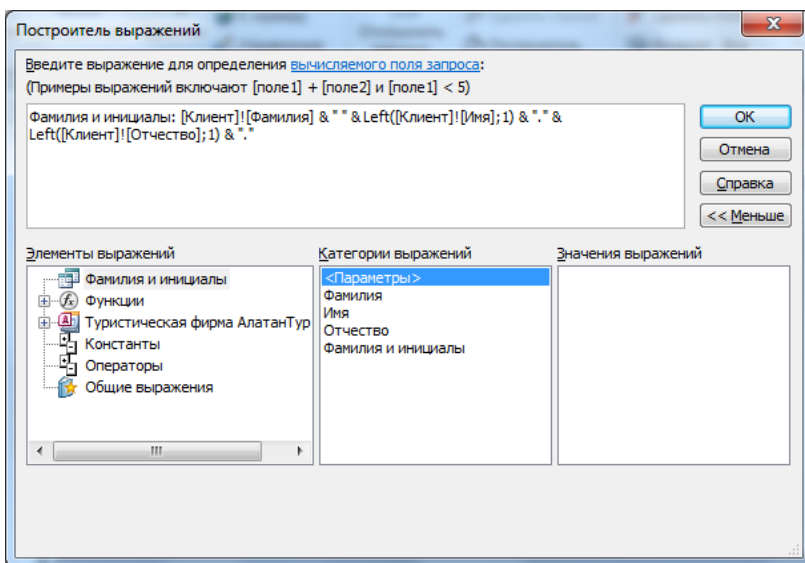 Построитель выражений
Введите выражение для определения вычисляемого поля запроса:
(Примеры выражений включают [поле1] + [поле2] и [поле1] < 5)
Фамилия и инициалы: [Клиент]![Фамилия] & " " & Left([Клиент]![Имя];1) & "." &
Left([Клиент]![Отчество];1) & "."
OK
Отмена
Справка
<< Меньше
Элементы выражений
Фамилия и инициалы
Функции
Туристическая фирма АлатанТур
Константы
Операторы
Общие выражения
Категории выражений
<Параметры>
Фамилия
Имя
Отчество
Фамилия и инициалы
Значения выражений